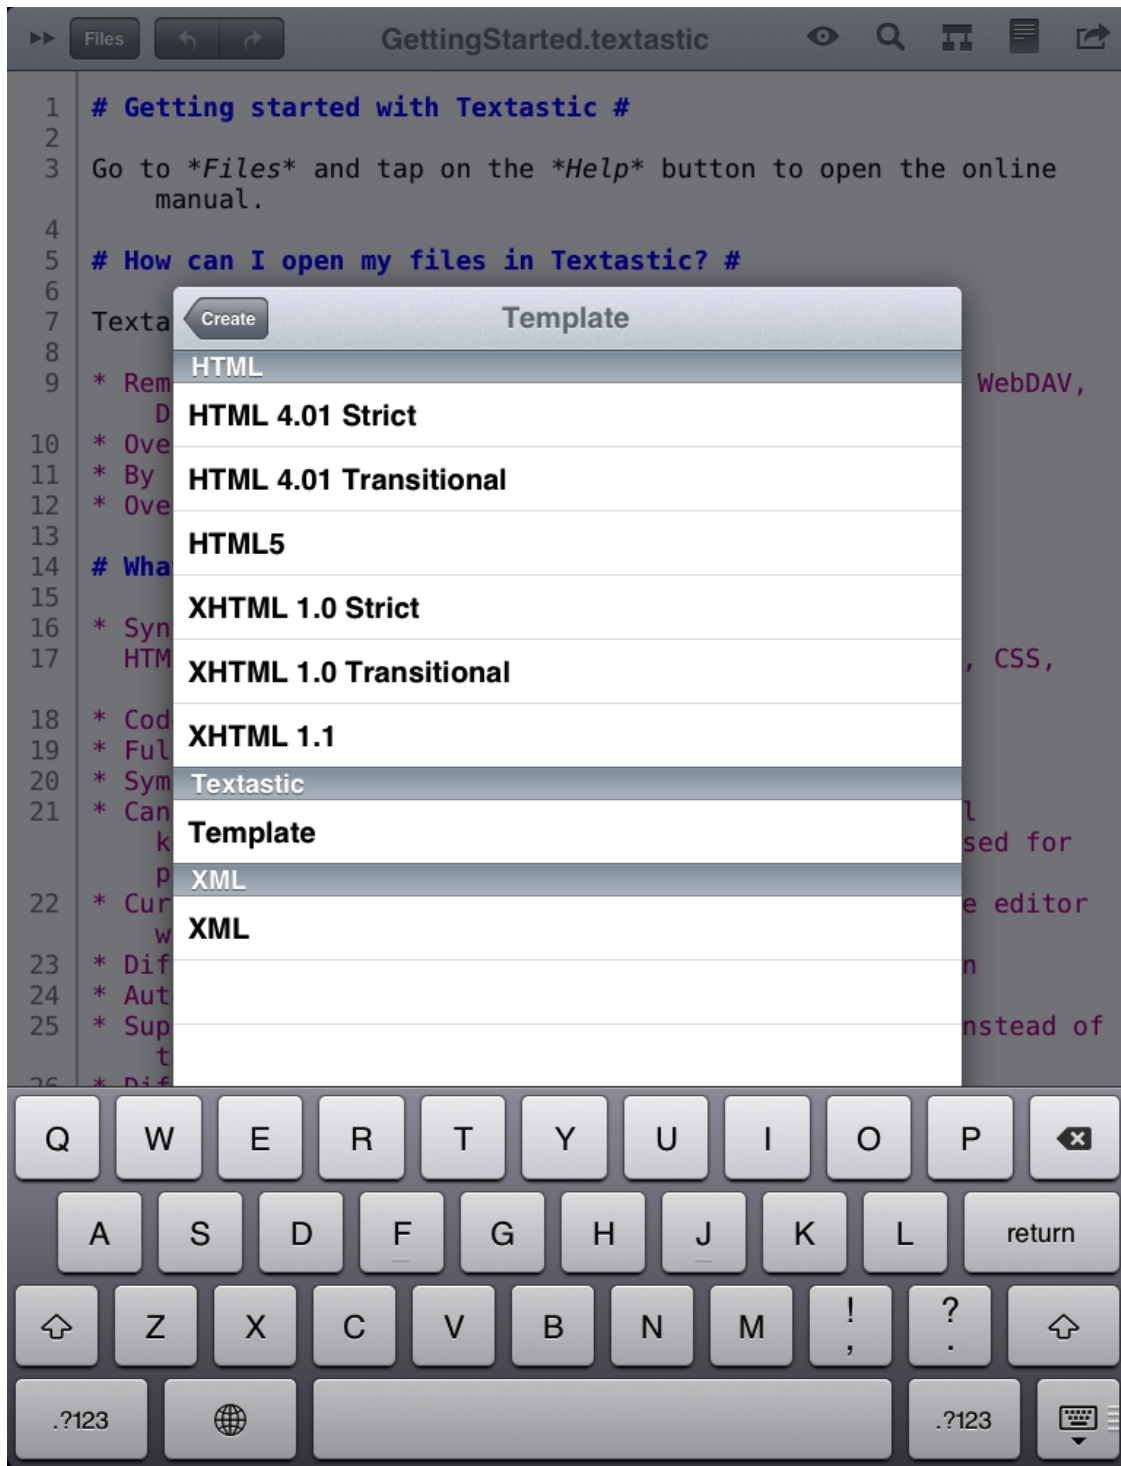 Files
GettingStarted.textastic
1 # Getting started with Textastic #
2
3 Go to *Files* and tap on the *Help* button to open the online
manual.
4
5 # How can I open my files in Textastic? #
6
7 Texta
8
9 * Rem WebDAV,
D
10 * Ove
11 * By
12 * Ove
13
14 # Wha
15
16 * Syn
17 HTM , CSS,
18 * Cod
19 * Ful
20 * Sym
21 * Can l
k sed for
p
22 * Cur e editor
w
23 * Dif n
24 * Aut
25 * Sup nstead of
t
26 * Dif
Create
Template
HTML
HTML 4.01 Strict
HTML 4.01 Transitional
HTML5
XHTML 1.0 Strict
XHTML 1.0 Transitional
XHTML 1.1
Textastic
Template
XML
XML
Q W E R T Y U I O P
A S D F G H J K L return
Z X C V B N M ! , ? .
.?123 .?123